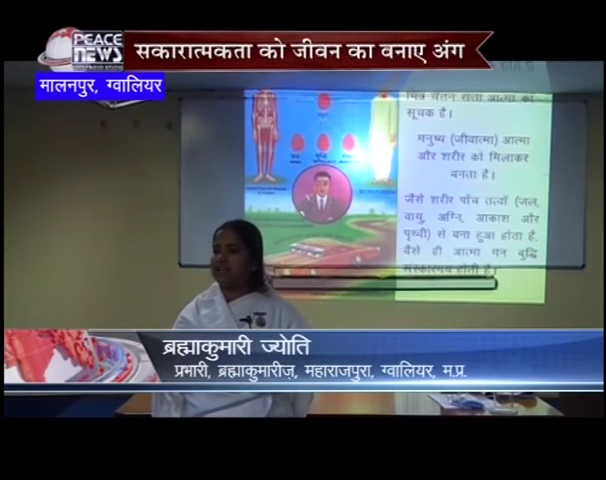 PEACE NEWS
सकारात्मकता को जीवन का बनाए अंग
मालनपुर, ग्वालियर
सूचक है।
मनुष्य (जीवात्मा) आत्मा
और शरीर को मिलाकर
बनता है।
जैसे शरीर पाँच तत्वों (जल,
वायु, अग्नि, आकाश और
पृथ्वी) से बना हुआ होता है,
वैसे ही आत्मा मन बुद्धि
संस्कारमय होती है।
ब्रह्माकुमारी ज्योति
प्रभारी, ब्रह्माकुमारीज़, महाराजपुरा, ग्वालियर, म.प्र.